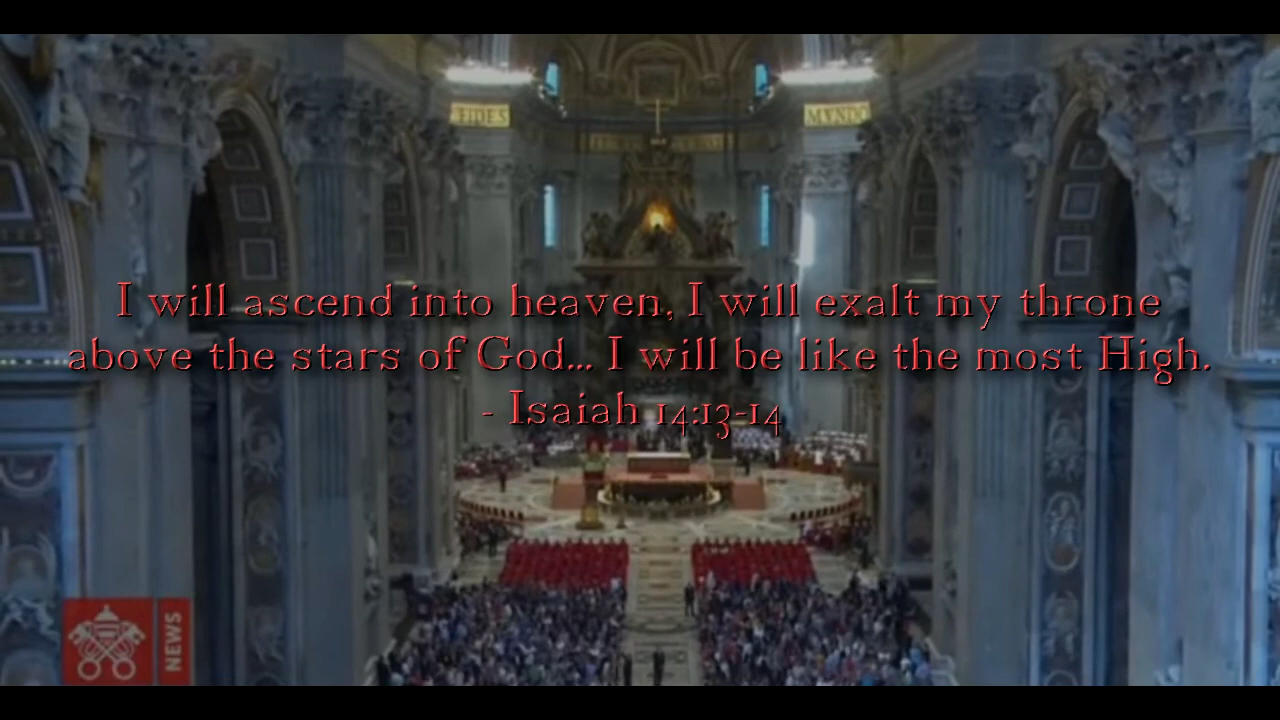 FIDES
MVNDO
I will ascend into heaven, I will exalt my throne
above the stars of God... I will be like the most High.
- Isaiah 14:13-14
NEWS